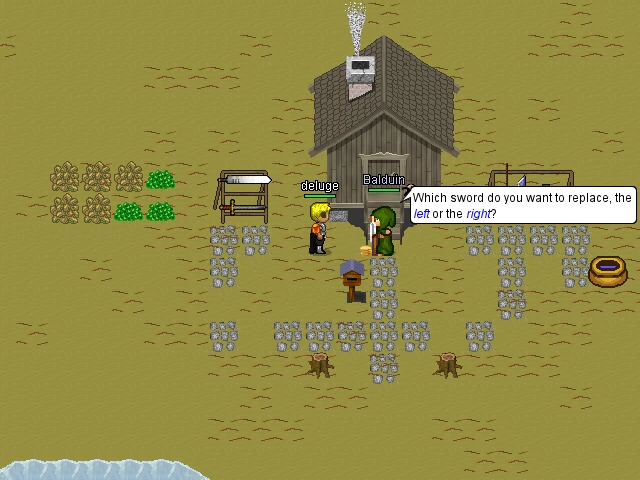 Balduin
deluge
Which sword do you want to replace, the
left or the right?